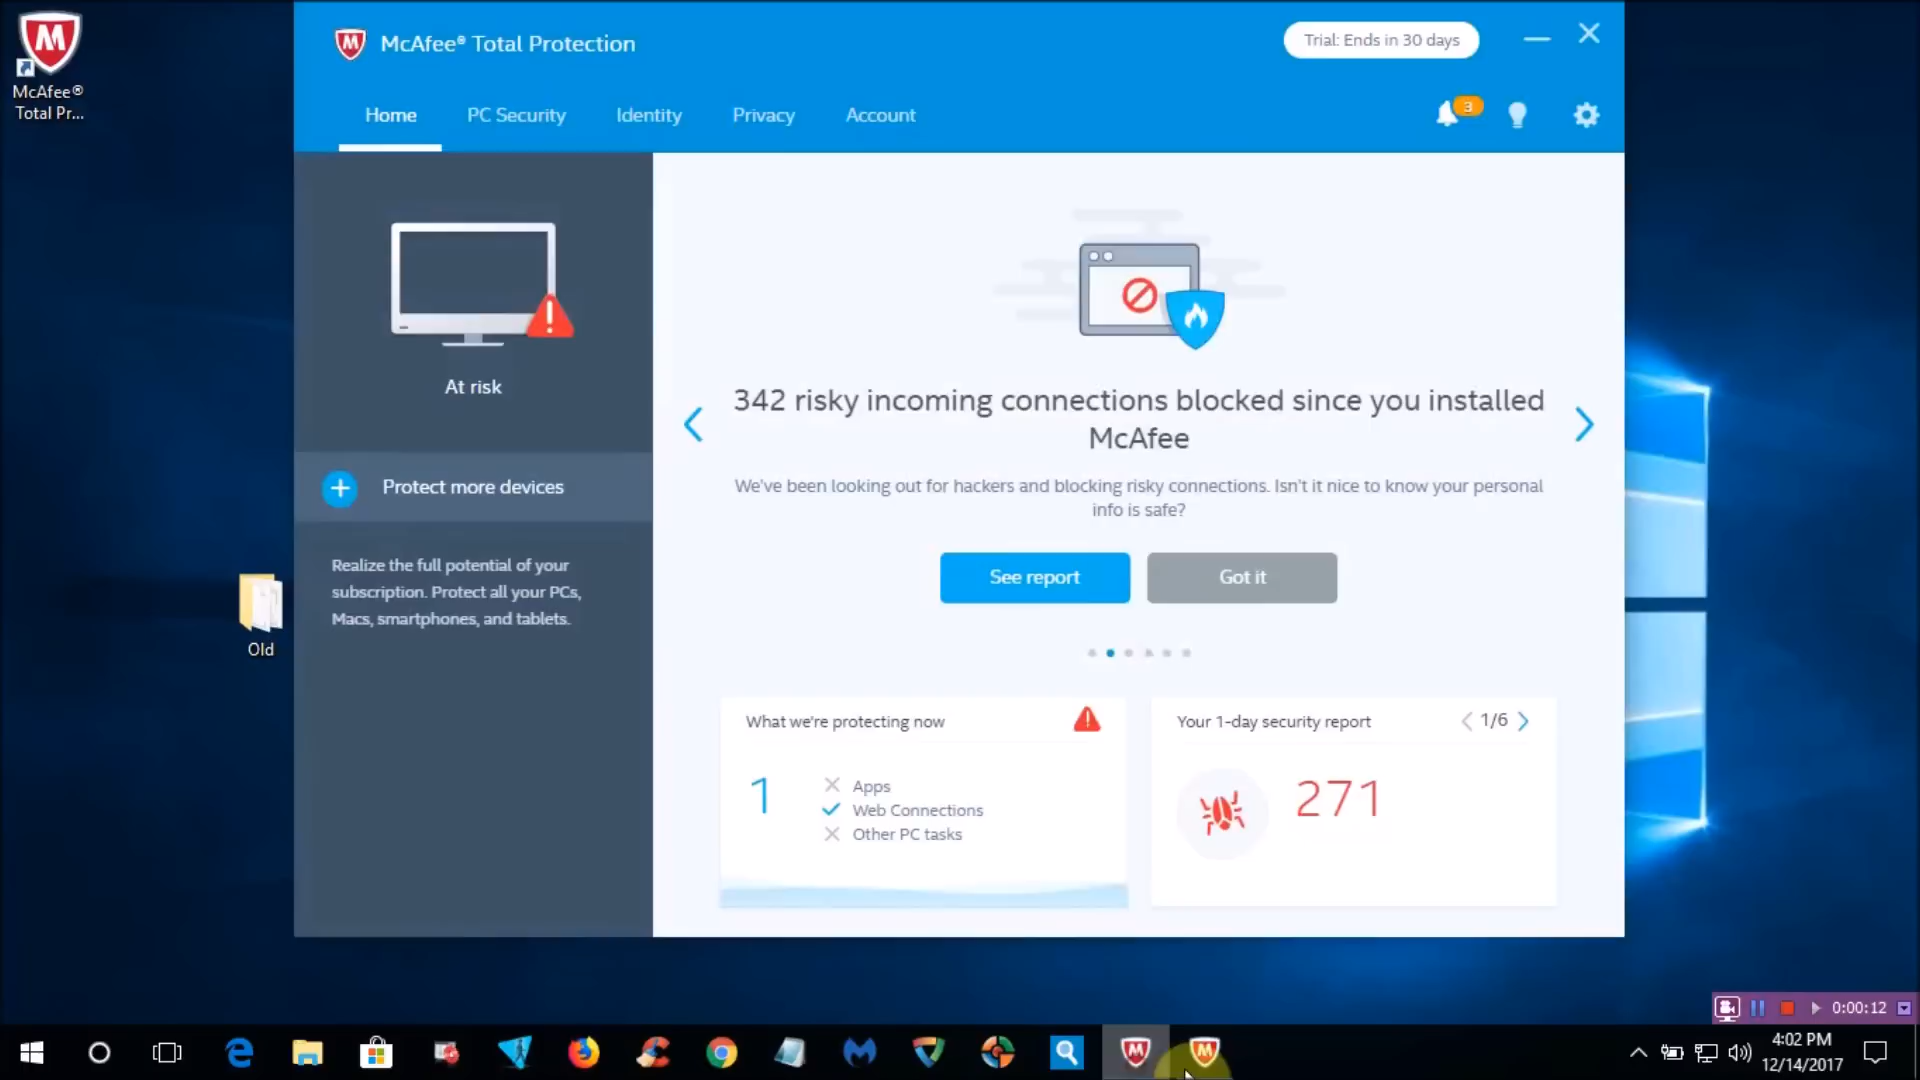 McAfee®
Total Pr...
McAfee® Total Protection
Trial: Ends in 30 days
Home
PC Security
Identity
Privacy
Account
3
At risk
Protect more devices
Realize the full potential of your
subscription. Protect all your PCs,
Macs, smartphones, and tablets.
342 risky incoming connections blocked since you installed
McAfee
We've been looking out for hackers and blocking risky connections. Isn't it nice to know your personal
info is safe?
See report
Got it
What we're protecting now
1
Apps
Web Connections
Other PC tasks
Your 1-day security report
1/6
271
Old
0:00:12
4:02 PM
12/14/2017